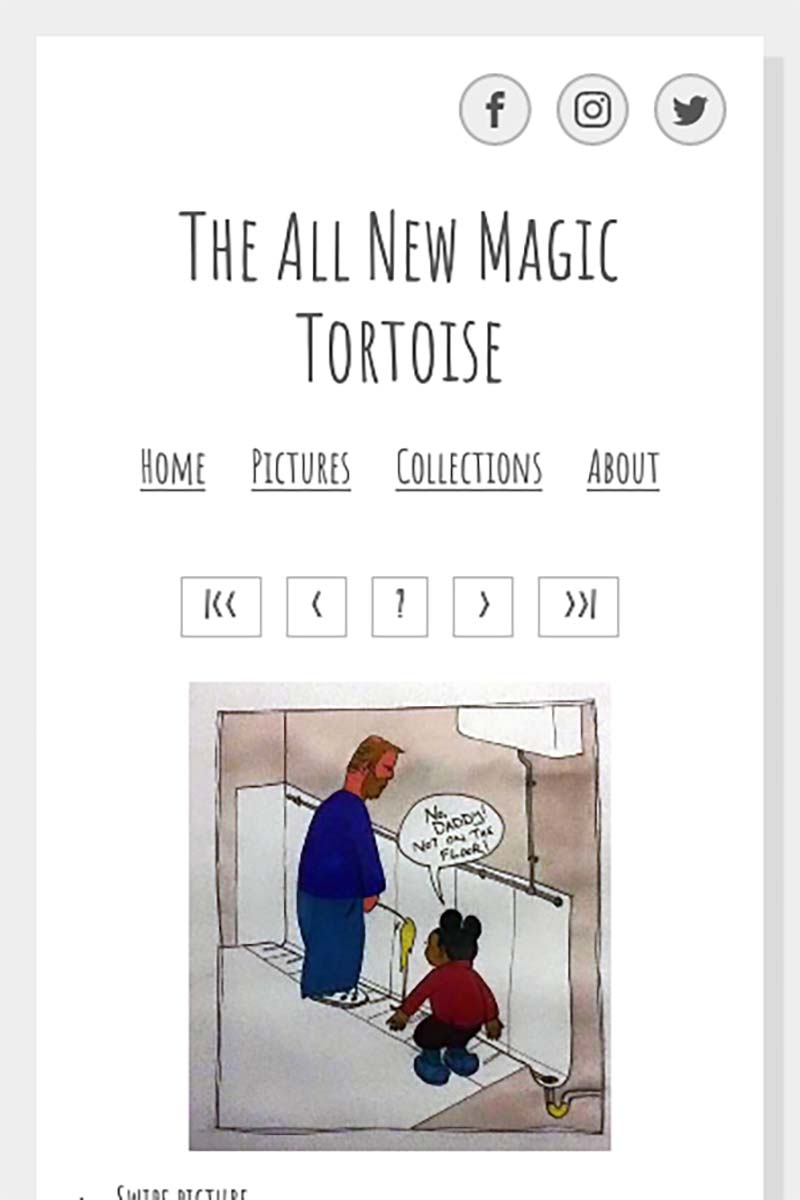 The All New Magic
Tortoise
Home Pictures Collections About
|<< < ? > >>|
No,
DADDY!
NOT ON THE
FLOOR!
Swipe picture